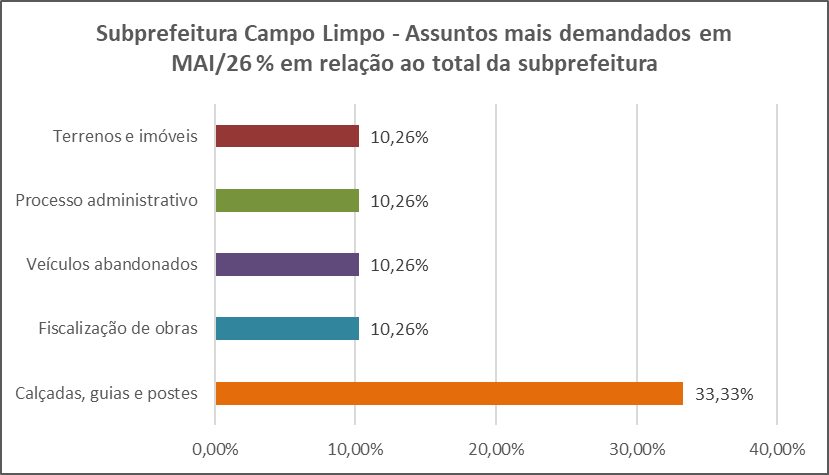 Subprefeitura Campo Limpo - Assuntos mais demandados em
MAI/26 % em relação ao total da subprefeitura
Terrenos e imóveis
10,26%
Processo administrativo
10,26%
Veículos abandonados
10,26%
Fiscalização de obras
10,26%
Calçadas, guias e postes
33,33%
0,00%
10,00%
20,00%
30,00%
40,00%